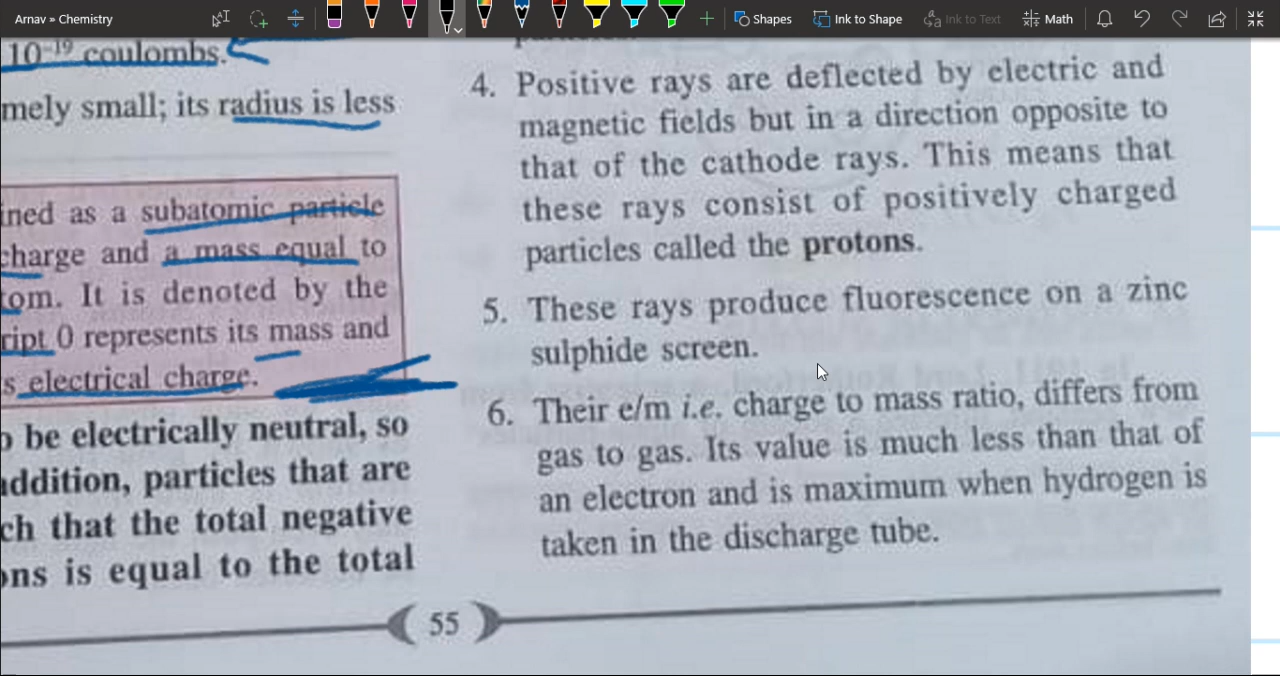 Arnav » Chemistry
Shapes
Ink to Shape
Ink to Text
Math
10⁻¹⁹ coulombs.
mely small; its radius is less
ined as a subatomic particle
charge and a mass equal to
tom. It is denoted by the
ript 0 represents its mass and
s electrical charge.
o be electrically neutral, so
addition, particles that are
ch that the total negative
ons is equal to the total
4. Positive rays are deflected by electric and
magnetic fields but in a direction opposite to
that of the cathode rays. This means that
these rays consist of positively charged
particles called the protons.
5. These rays produce fluorescence on a zinc
sulphide screen.
6. Their e/m i.e. charge to mass ratio, differs from
gas to gas. Its value is much less than that of
an electron and is maximum when hydrogen is
taken in the discharge tube.
55